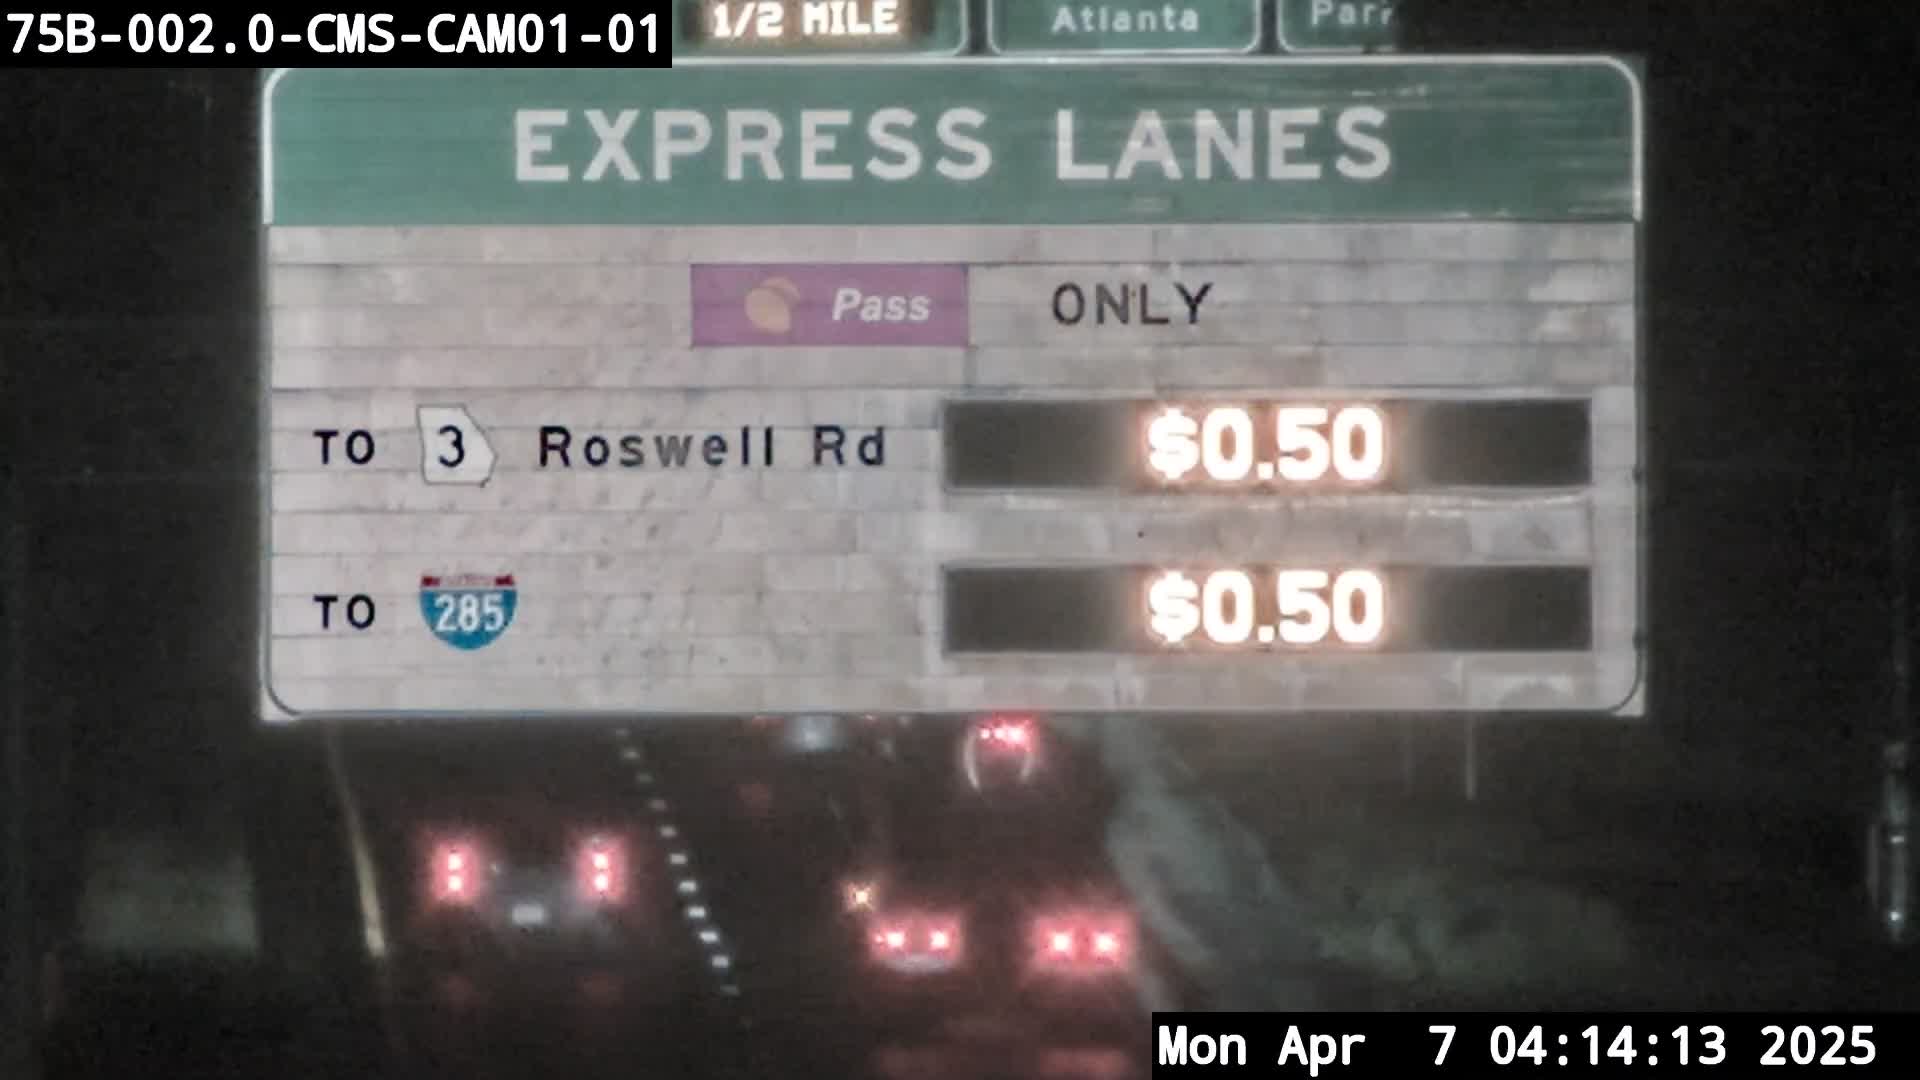 75B-002.0-CMS-CAM01-01
1/2 MILE
Atlanta
EXPRESS LANES
Pass ONLY
TO 3 Roswell Rd $0.50
TO 285 $0.50
Mon Apr 7 04:14:13 2025